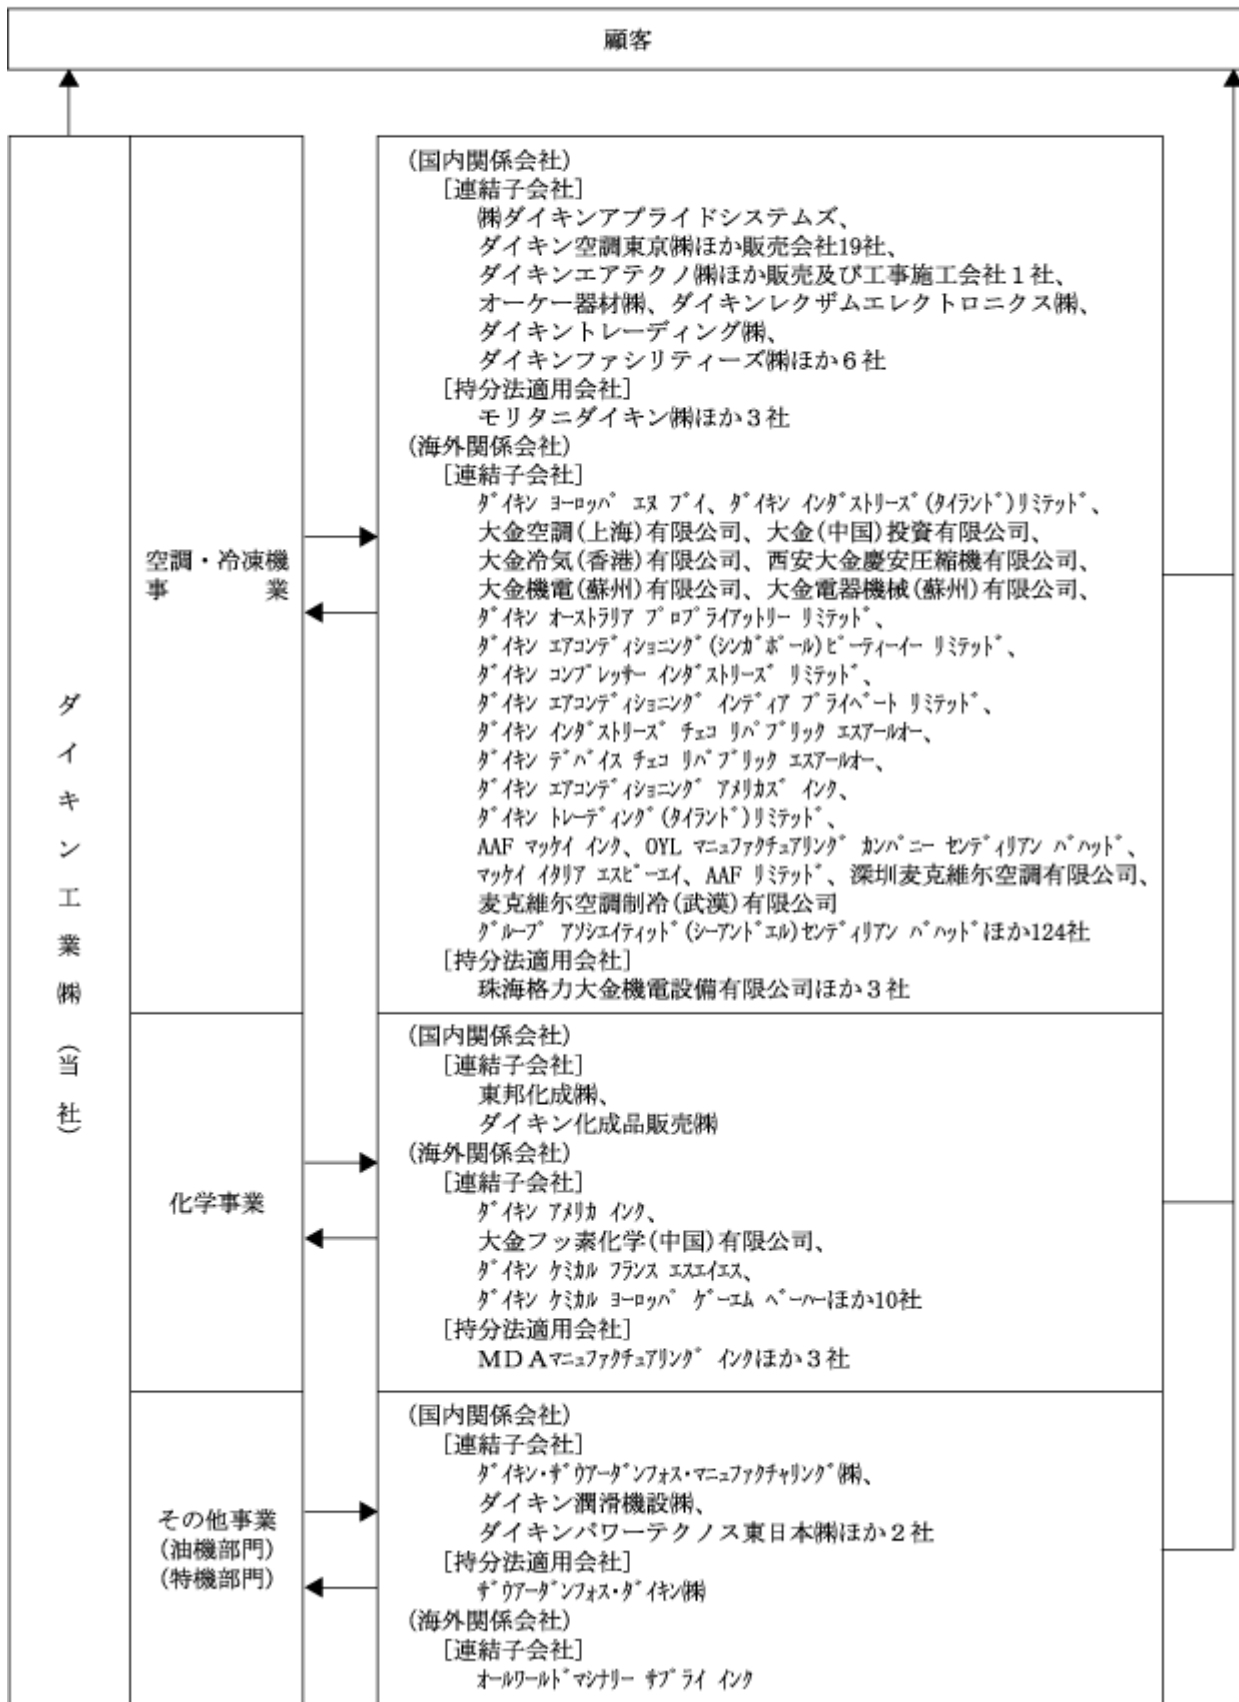 顧客
ダイキン工業㈱（当社）
空調・冷凍機
事業
(国内関係会社)
［連結子会社］
㈱ダイキンアプライドシステムズ、
ダイキン空調東京㈱ほか販売会社19社、
ダイキンエアテクノ㈱ほか販売及び工事施工会社１社、
オーケー器材㈱、ダイキンレクザムエレクトロニクス㈱、
ダイキントレーディング㈱、
ダイキンファシリティーズ㈱ほか６社
［持分法適用会社］
モリタニダイキン㈱ほか３社
(海外関係会社)
［連結子会社］
ﾀﾞｲｷﾝ ﾖｰﾛｯﾊﾟ ｴﾇ ﾌﾞｲ、ﾀﾞｲｷﾝ ｲﾝﾀﾞｽﾄﾘｰｽﾞ(ﾀｲﾗﾝﾄﾞ)ﾘﾐﾃｯﾄﾞ、
大金空調(上海)有限公司、大金(中国)投資有限公司、
大金冷気(香港)有限公司、西安大金慶安圧縮機有限公司、
大金機電(蘇州)有限公司、大金電器機械(蘇州)有限公司、
ﾀﾞｲｷﾝ ｵｰｽﾄﾗﾘｱ ﾌﾟﾛﾌﾟﾗｲｱｯﾄﾘｰ ﾘﾐﾃｯﾄﾞ、
ﾀﾞｲｷﾝ ｴｱｺﾝﾃﾞｨｼｮﾆﾝｸﾞ(ｼﾝｶﾞﾎﾟｰﾙ)ﾋﾟｰﾃｨｰｲｰ ﾘﾐﾃｯﾄﾞ、
ﾀﾞｲｷﾝ ｺﾝﾌﾟﾚｯｻｰ ｲﾝﾀﾞｽﾄﾘｰｽﾞ ﾘﾐﾃｯﾄﾞ、
ﾀﾞｲｷﾝ ｴｱｺﾝﾃﾞｨｼｮﾆﾝｸﾞ ｲﾝﾃﾞｨｱ ﾌﾟﾗｲﾍﾞｰﾄ ﾘﾐﾃｯﾄﾞ、
ﾀﾞｲｷﾝ ｲﾝﾀﾞｽﾄﾘｰｽﾞ ﾁｪｺ ﾘﾊﾟﾌﾞﾘｯｸ ｴｽｱｰﾙｵｰ、
ﾀﾞｲｷﾝ ﾃﾞﾊﾞｲｽ ﾁｪｺ ﾘﾊﾟﾌﾞﾘｯｸ ｴｽｱｰﾙｵｰ、
ﾀﾞｲｷﾝ ｴｱｺﾝﾃﾞｨｼｮﾆﾝｸﾞ ｱﾒﾘｶｽﾞ ｲﾝｸ、
ﾀﾞｲｷﾝ ﾄﾚｰﾃﾞｨﾝｸﾞ(ﾀｲﾗﾝﾄﾞ)ﾘﾐﾃｯﾄﾞ、
AAF ﾏｯｹｲ ｲﾝｸ、OYL ﾏﾆｭﾌｧｸﾁｭｱﾘﾝｸﾞ ｶﾝﾊﾟﾆｰ ｾﾝﾃﾞｨﾘｱﾝ ﾊﾞﾊｯﾄﾞ、
ﾏｯｹｲ ｲﾀﾘｱ ｴｽﾋﾟｰｴｲ、AAF ﾘﾐﾃｯﾄﾞ、深圳麦克維尔空調有限公司、
麦克維尔空調制冷(武漢)有限公司
ｸﾞﾙｰﾌﾟ ｱｿｼｴｲﾃｨｯﾄﾞ(ｼｰｱﾝﾄﾞｴﾙ)ｾﾝﾃﾞｨﾘｱﾝ ﾊﾞﾊｯﾄﾞほか124社
［持分法適用会社］
珠海格力大金機電設備有限公司ほか３社
化学事業
(国内関係会社)
［連結子会社］
東邦化成㈱、
ダイキン化成品販売㈱
(海外関係会社)
［連結子会社］
ﾀﾞｲｷﾝ ｱﾒﾘｶ ｲﾝｸ、
大金フッ素化学(中国)有限公司、
ﾀﾞｲｷﾝ ｹﾐｶﾙ ﾌﾗﾝｽ ｴｽｴｲｴｽ、
ﾀﾞｲｷﾝ ｹﾐｶﾙ ﾖｰﾛｯﾊﾟ ｹﾞｰｴﾑ ﾍﾞｰﾊｰほか10社
［持分法適用会社］
ＭＤＡﾏﾆｭﾌｧｸﾁｭｱﾘﾝｸﾞ ｲﾝｸほか３社
その他事業
(油機部門)
(特機部門)
(国内関係会社)
［連結子会社］
ﾀﾞｲｷﾝ･ｻﾞｳｱｰﾀﾞﾝﾌｫｽ･ﾏﾆｭﾌｧｸﾁｬﾘﾝｸﾞ㈱、
ダイキン潤滑機設㈱、
ダイキンパワーテクノス東日本㈱ほか２社
［持分法適用会社］
ｻﾞｳｱｰﾀﾞﾝﾌｫｽ･ﾀﾞｲｷﾝ㈱
(海外関係会社)
［連結子会社］
ｵｰﾙﾜｰﾙﾄﾞﾏｼﾅﾘｰ ｻﾌﾟﾗｲ ｲﾝｸ